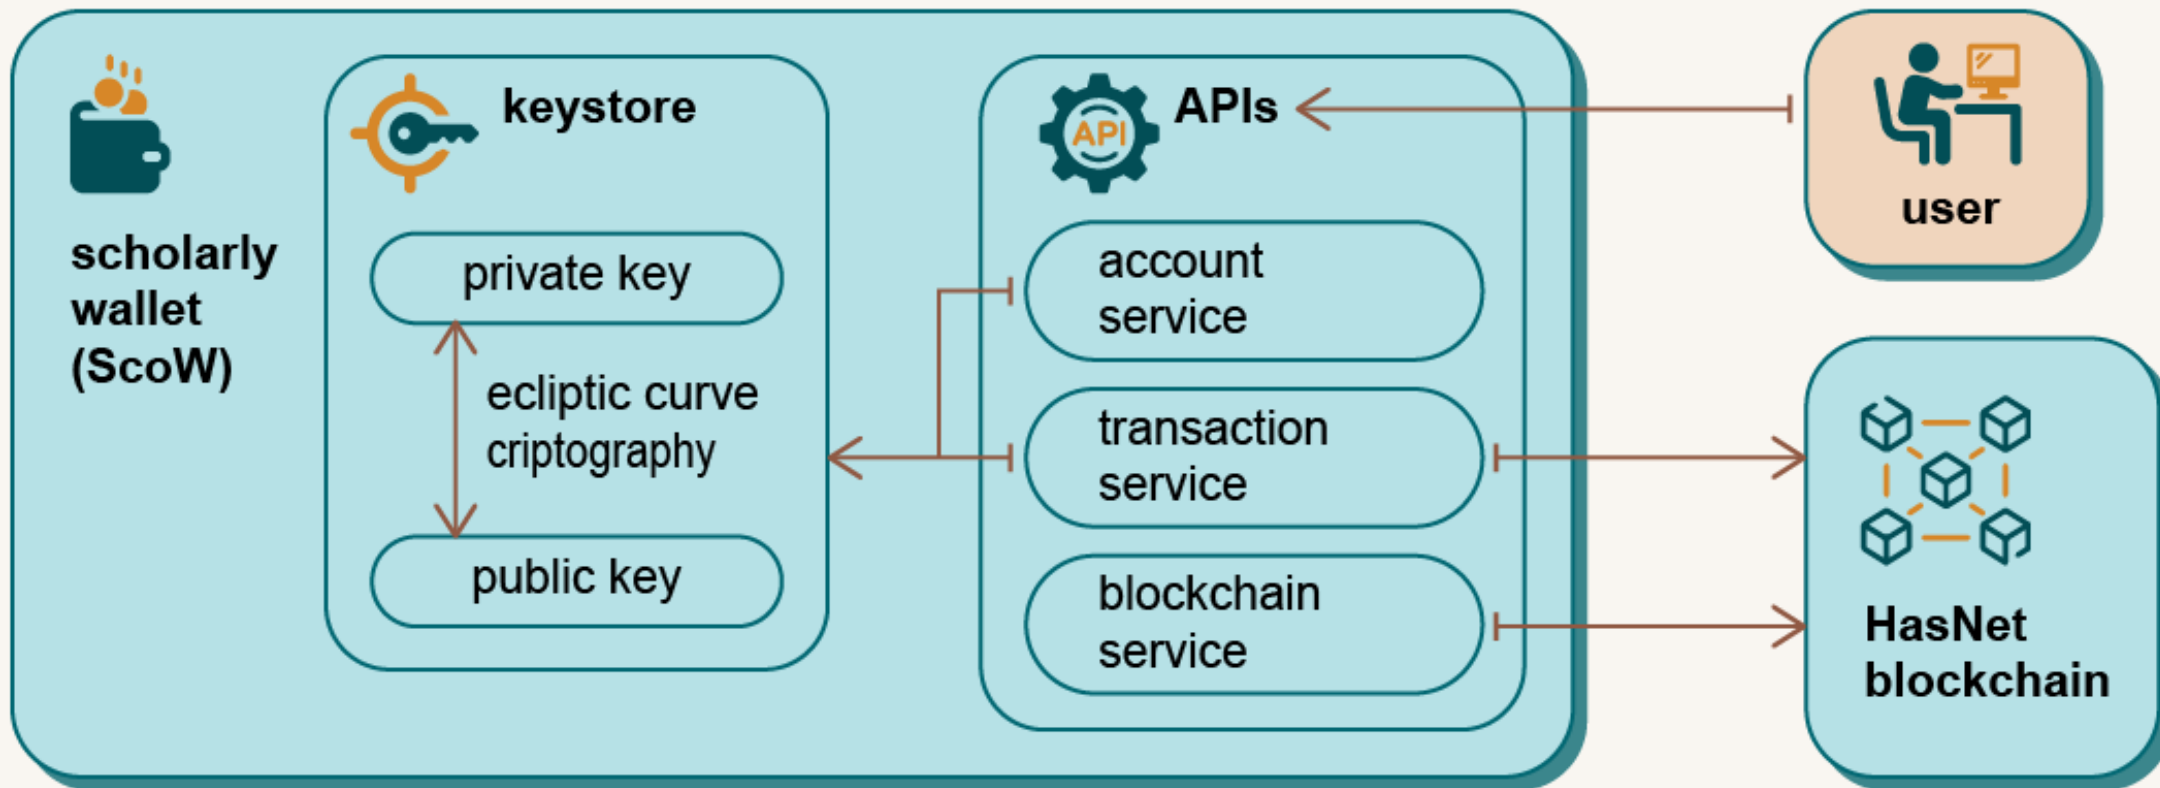 scholarly
wallet
(ScoW)
keystore
private key
ecliptic curve
criptography
public key
API
APIs
account
service
transaction
service
blockchain
service
user
HasNet
blockchain